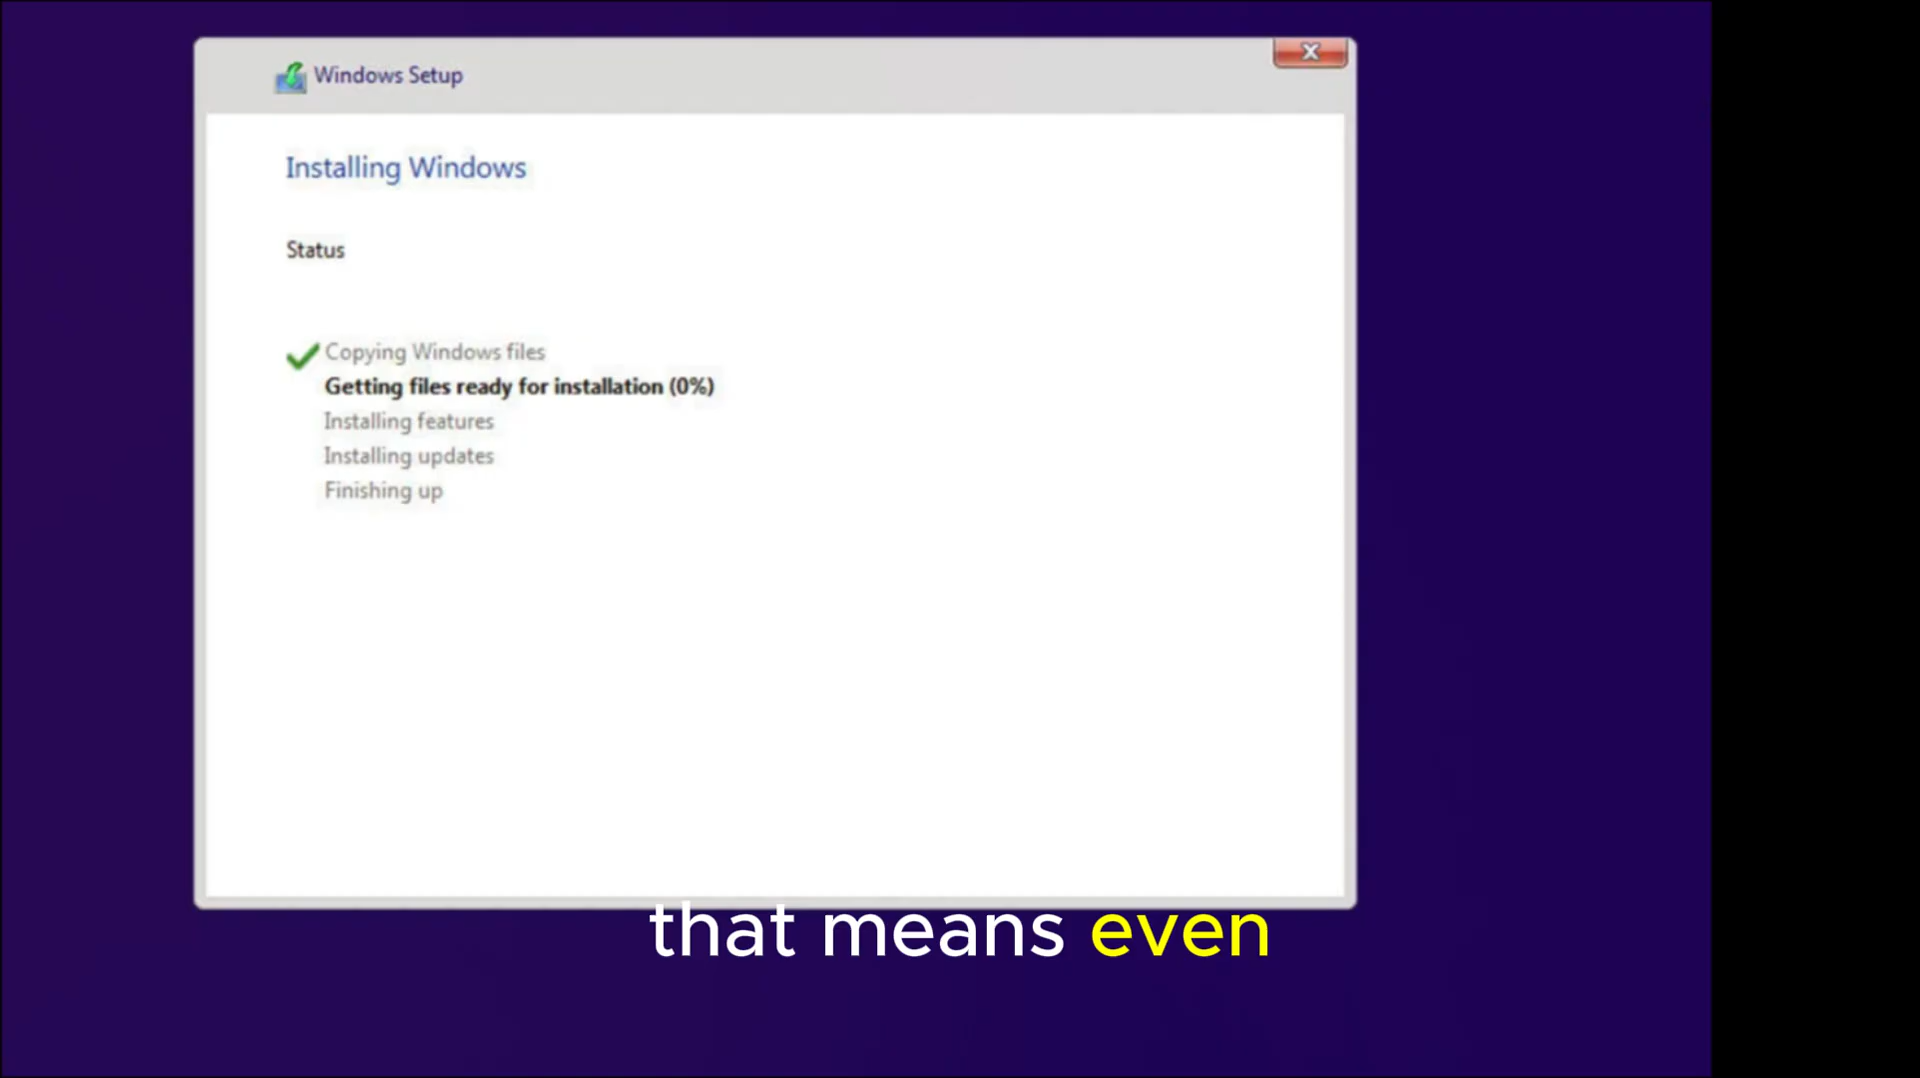 Windows Setup
Installing Windows
Status
Copying Windows files
Getting files ready for installation (0%)
Installing features
Installing updates
Finishing up
that means even